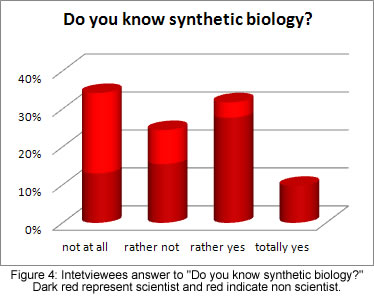 Do you know synthetic biology?
40%
30%
20%
10%
0%
not at all rather not rather yes totally yes
Figure 4: Intetviewees answer to "Do you know synthetic biology?"
Dark red represent scientist and red indicate non scientist.